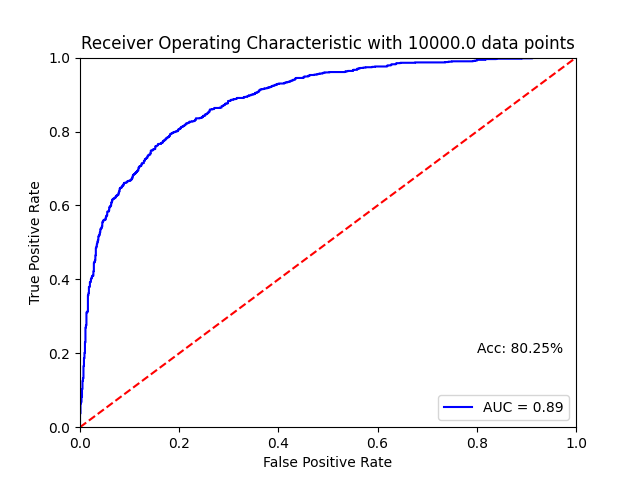 Receiver Operating Characteristic with 10000.0 data points
1.0
0.8
0.6
0.4
0.2
0.0
True Positive Rate
Acc: 80.25%
AUC = 0.89
0.0 0.2 0.4 0.6 0.8 1.0
False Positive Rate